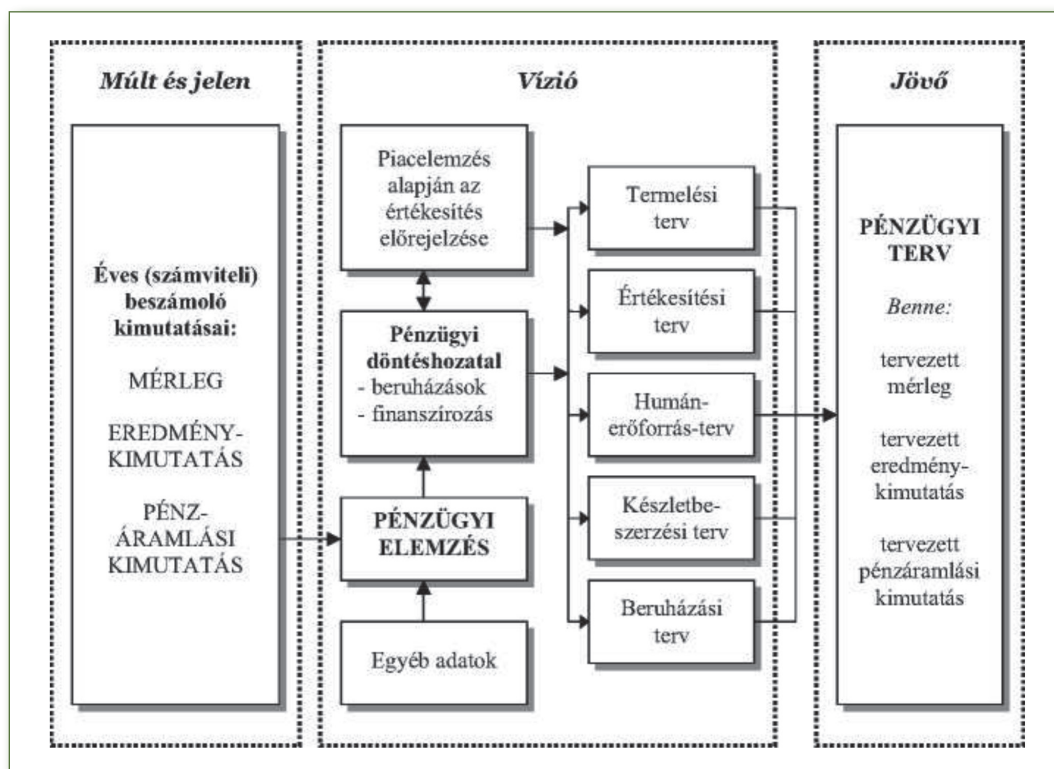 Múlt és jelen
Éves (számviteli)
beszámoló
kimutatásai:
MÉRLEG
EREDMÉNY-
KIMUTATÁS
PÉNZ-
ÁRAMLÁSI
KIMUTATÁS
Vízió
Piacelemzés
alapján az
értékesítés
előrejelzése
Pénzügyi
döntéshozatal
- beruházások
- finanszírozás
PÉNZÜGYI
ELEMZÉS
Egyéb adatok
Termelési
terv
Értékesítési
terv
Humán-
erőforrás-terv
Készletbe-
szerzési terv
Beruházási
terv
Jövő
PÉNZÜGYI
TERV
Benne:
tervezett
mérleg
tervezett
eredmény-
kimutatás
tervezett
pénzáramlási
kimutatás